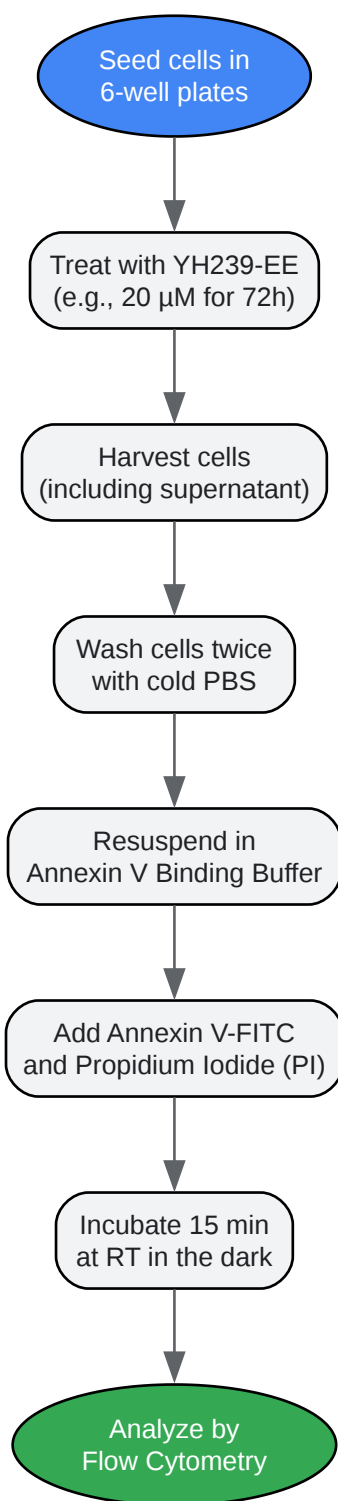 Seed cells in
6-well plates
Treat with YH239-EE
(e.g., 20 µM for 72h)
Harvest cells
(including supernatant)
Wash cells twice
with cold PBS
Resuspend in
Annexin V Binding Buffer
Add Annexin V-FITC
and Propidium Iodide (PI)
Incubate 15 min
at RT in the dark
Analyze by
Flow Cytometry